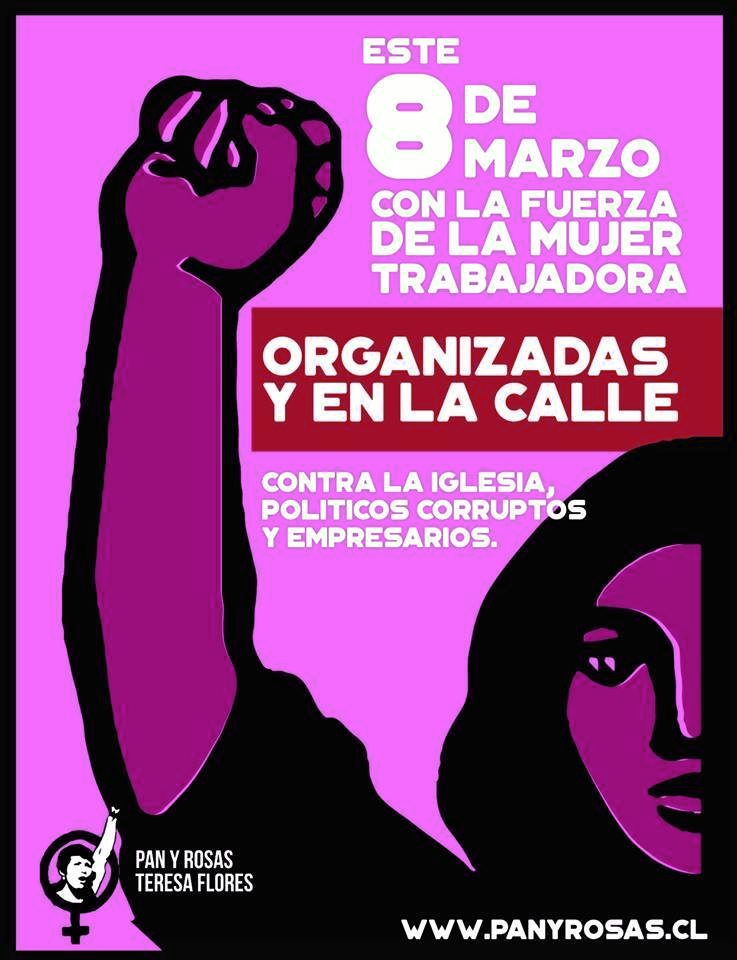 ESTE
8 DE
MARZO
CON LA FUERZA
DE LA MUJER
TRABAJADORA
ORGANIZADAS
Y EN LA CALLE
CONTRA LA IGLESIA,
POLITICOS CORRUPTOS
Y EMPRESARIOS.
PAN Y ROSAS
TERESA FLORES
WWW.PANYROSAS.CL